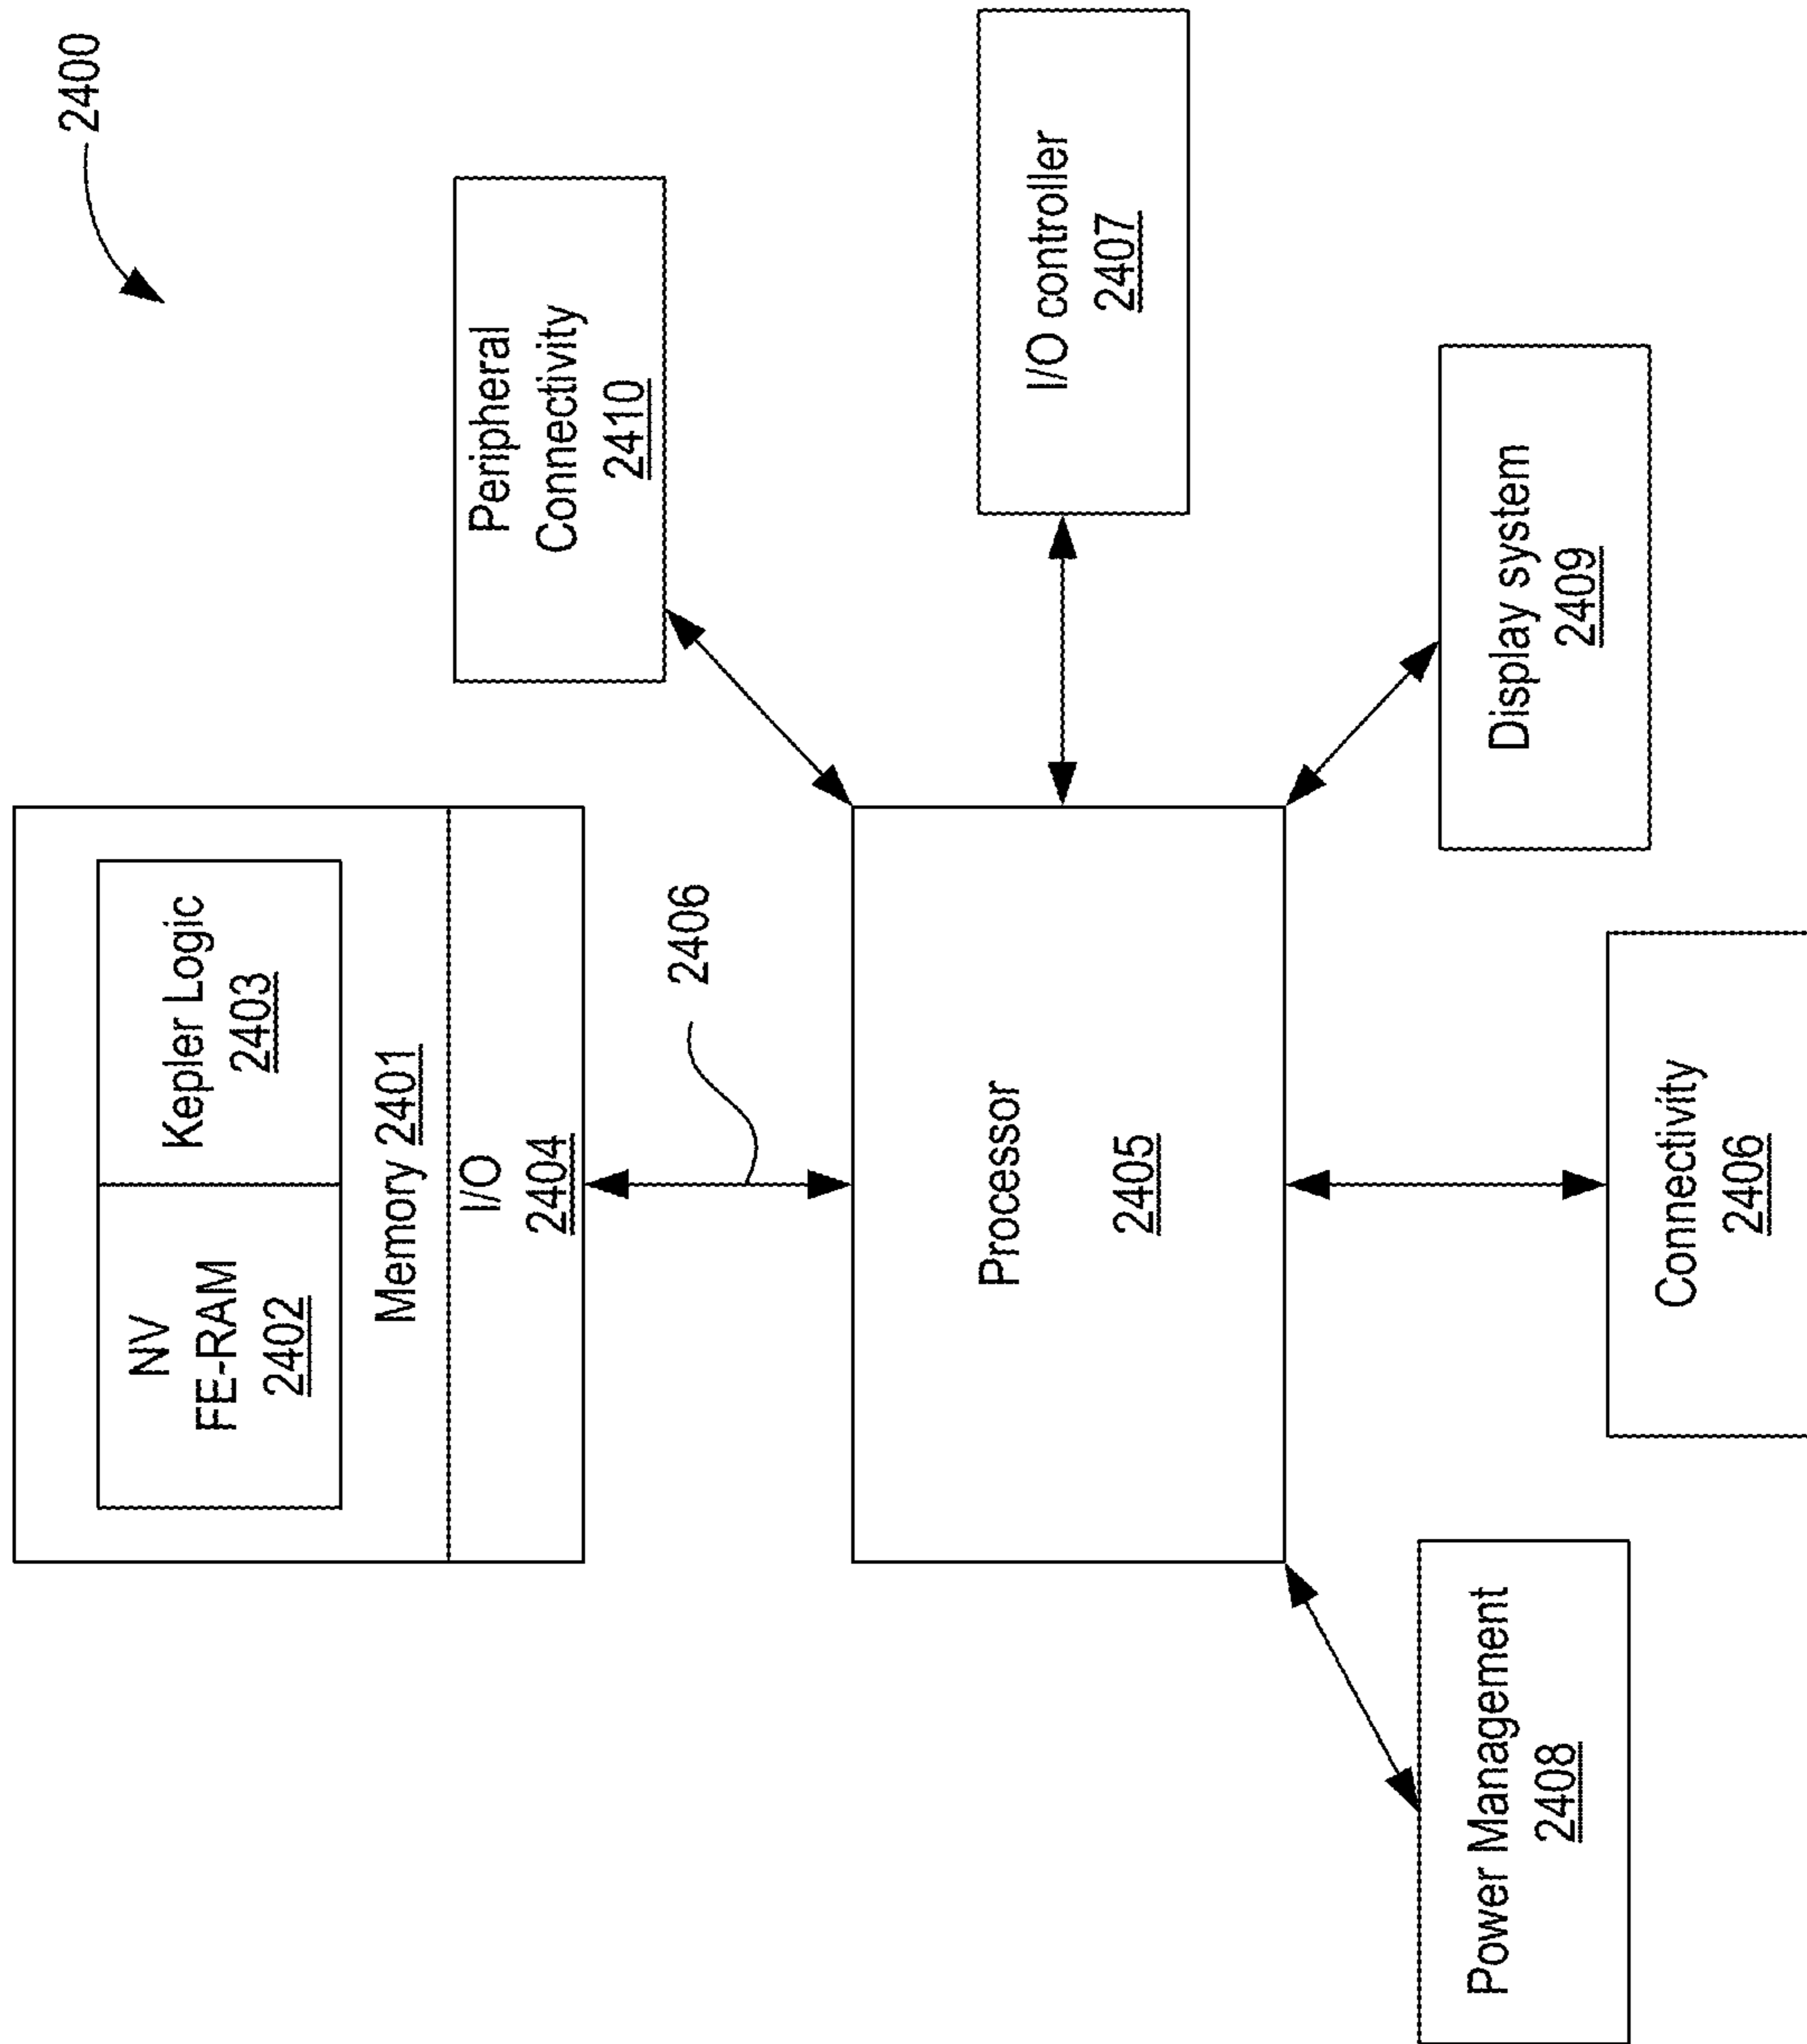 2400
NV
FE-RAM
2402
Kepler Logic
2403
Memory 2401
I/O
2404
2406
Peripheral
Connectivity
2410
Processor
2405
I/O controller
2407
Power Management
2408
Connectivity
2406
Display system
2409